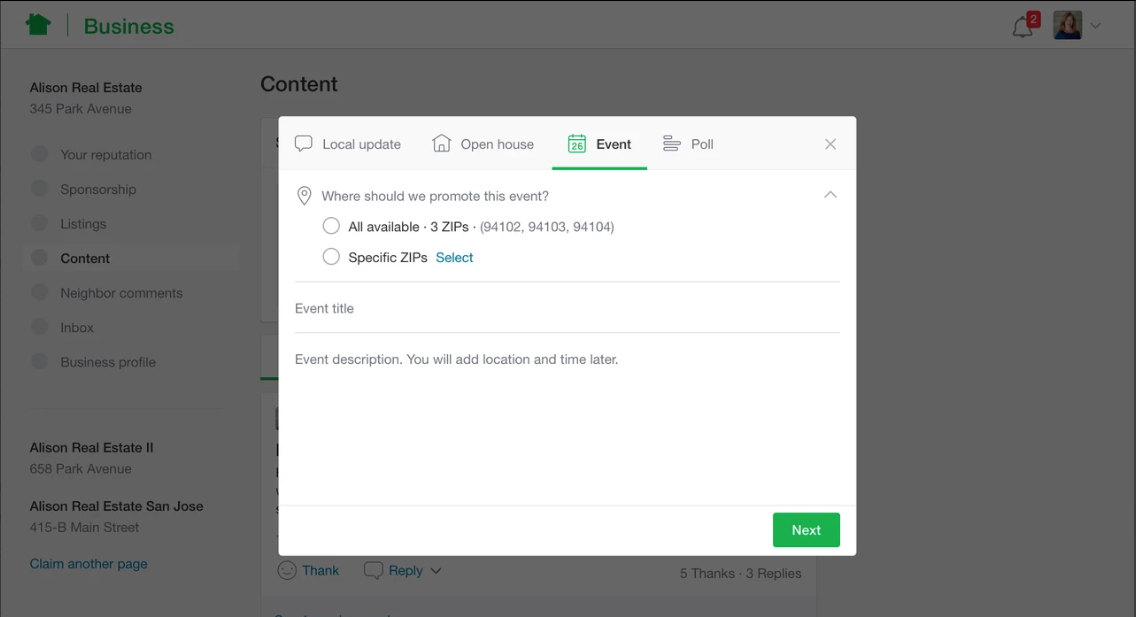 Business
2
Alison Real Estate
345 Park Avenue
Your reputation
Sponsorship
Listings
Content
Neighbor comments
Inbox
Business profile
Alison Real Estate II
658 Park Avenue
Alison Real Estate San Jose
415-B Main Street
Claim another page
Content
Local update
Open house
26
Event
Poll
Where should we promote this event?
All available · 3 ZIPs · (94102, 94103, 94104)
Specific ZIPs Select
Event title
Event description. You will add location and time later.
Next
Thank
Reply
5 Thanks · 3 Replies